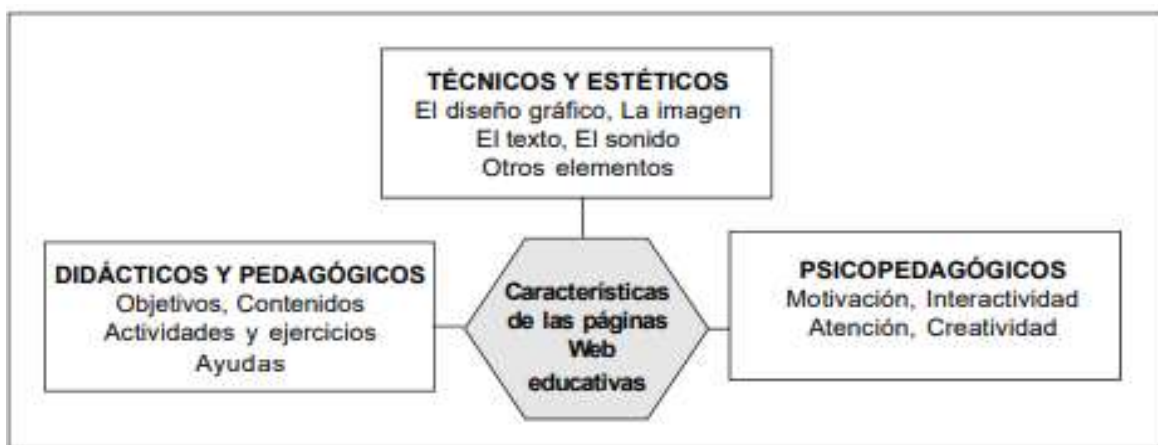 TÉCNICOS Y ESTÉTICOS
El diseño gráfico, La imagen
El texto, El sonido
Otros elementos
DIDÁCTICOS Y PEDAGÓGICOS
Objetivos, Contenidos
Actividades y ejercicios
Ayudas
Características
de las páginas
Web
educativas
PSICOPEDAGÓGICOS
Motivación, Interactividad
Atención, Creatividad